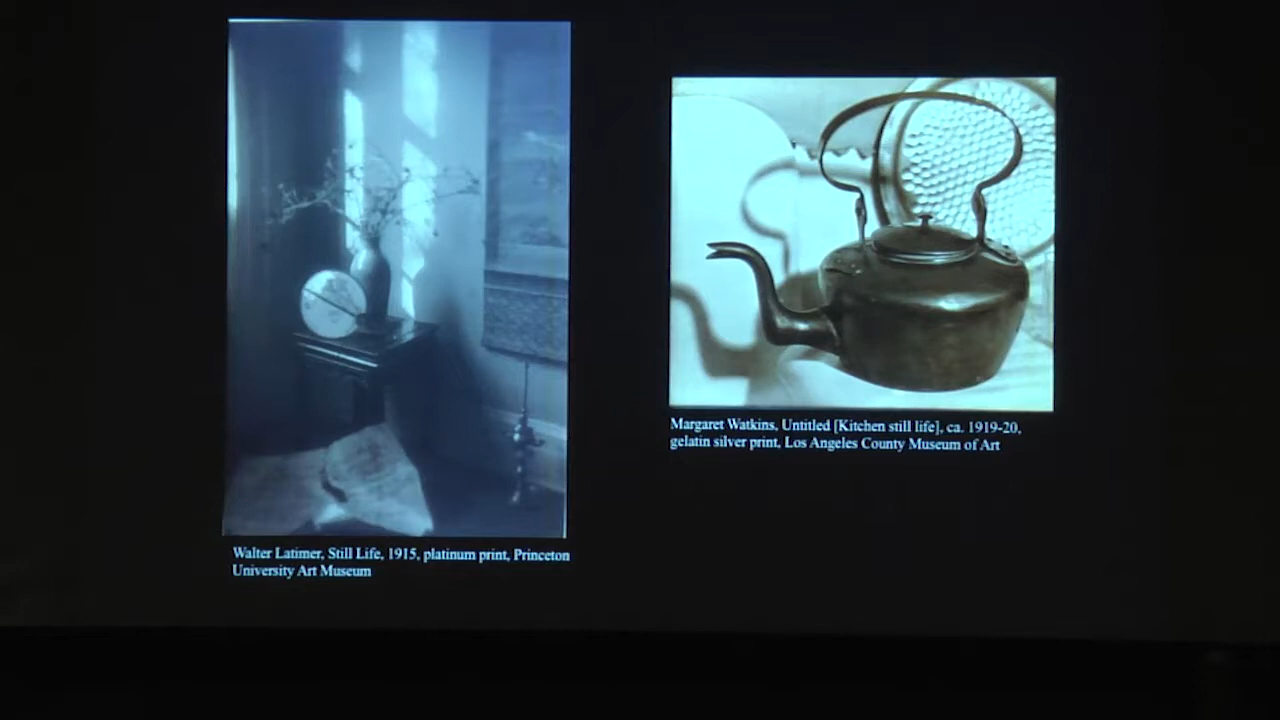 Margaret Watkins, Untitled [Kitchen still life], ca. 1919-20,
gelatin silver print, Los Angeles County Museum of Art
Walter Latimer, Still Life, 1915, platinum print, Princeton
University Art Museum